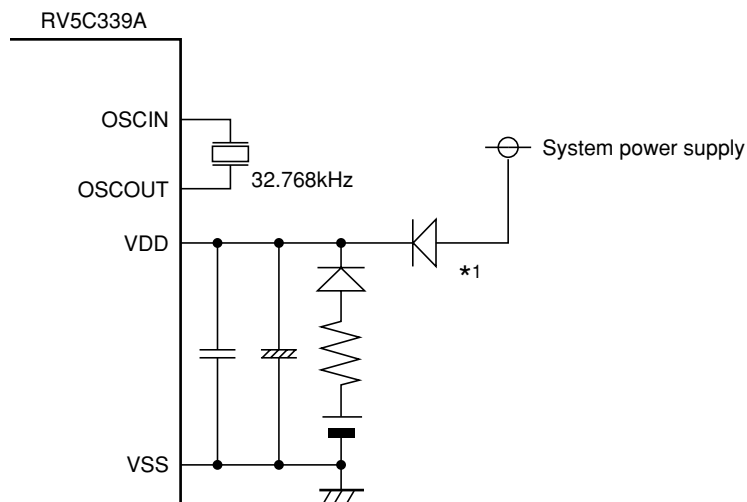 RV5C339A
OSCIN
OSCOUT
32.768kHz
System power supply
VDD
*1
VSS